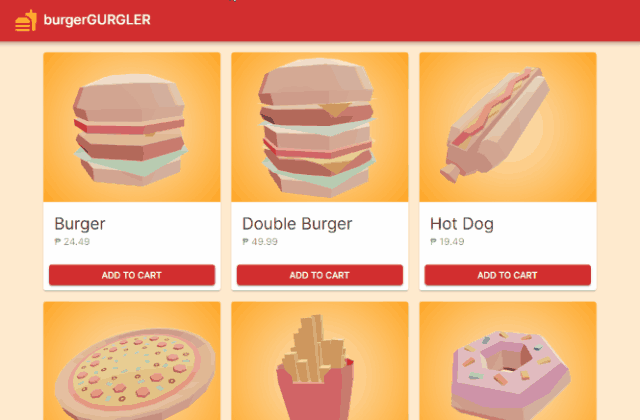 burgerGURGLER
Burger
₱ 24.49
ADD TO CART
Double Burger
₱ 49.99
ADD TO CART
Hot Dog
₱ 19.49
ADD TO CART